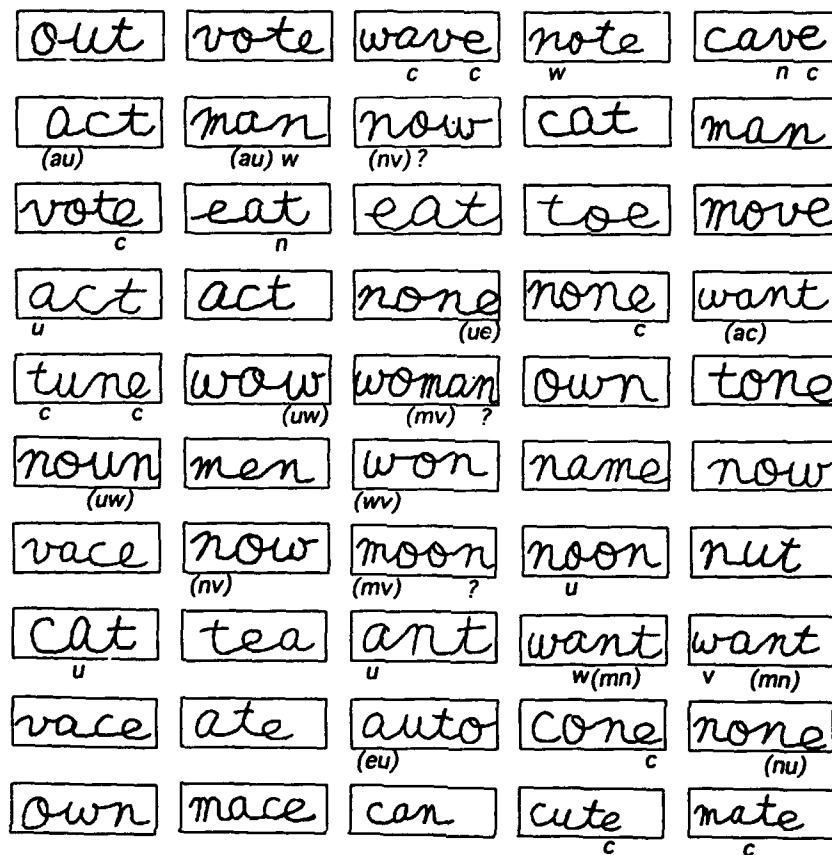 out vote wave note cave
c c w n c
act man now cat man
(au) (au) w (nv) ?
vote eat eat toe move
c n
act act none none want
u (ue) c (ac)
tune wow woman own tone
c c (uw) (mv) ?
noun men won name now
(uw) (wv)
vace now moon noon nut
(nv) (mv) ? u
cat tea ant want want
u u w(mn) v (mn)
vace ate auto cone none
(eu) c (nu)
own mace can cute mate
c c